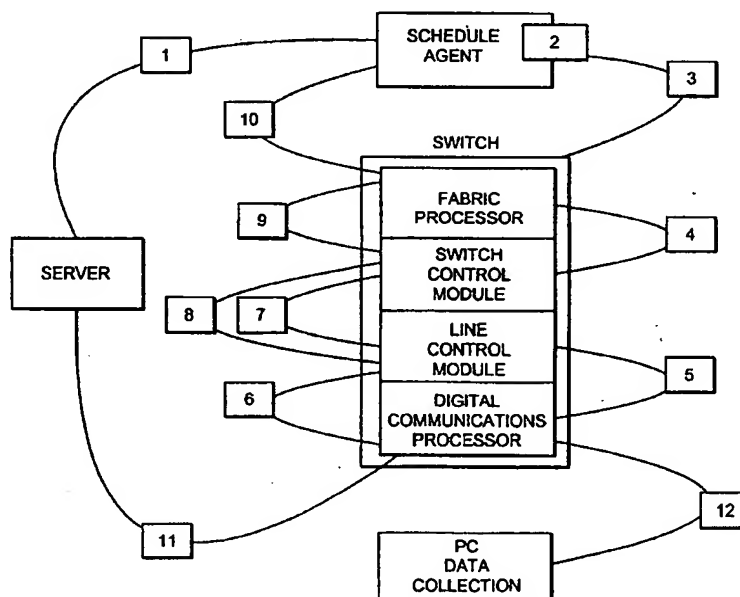 1
SCHEDULE
AGENT
2
3
10
SWITCH
FABRIC
PROCESSOR
9
4
SERVER
SWITCH
CONTROL
MODULE
8
7
LINE
CONTROL
MODULE
5
6
DIGITAL
COMMUNICATIONS
PROCESSOR
11
12
PC
DATA
COLLECTION